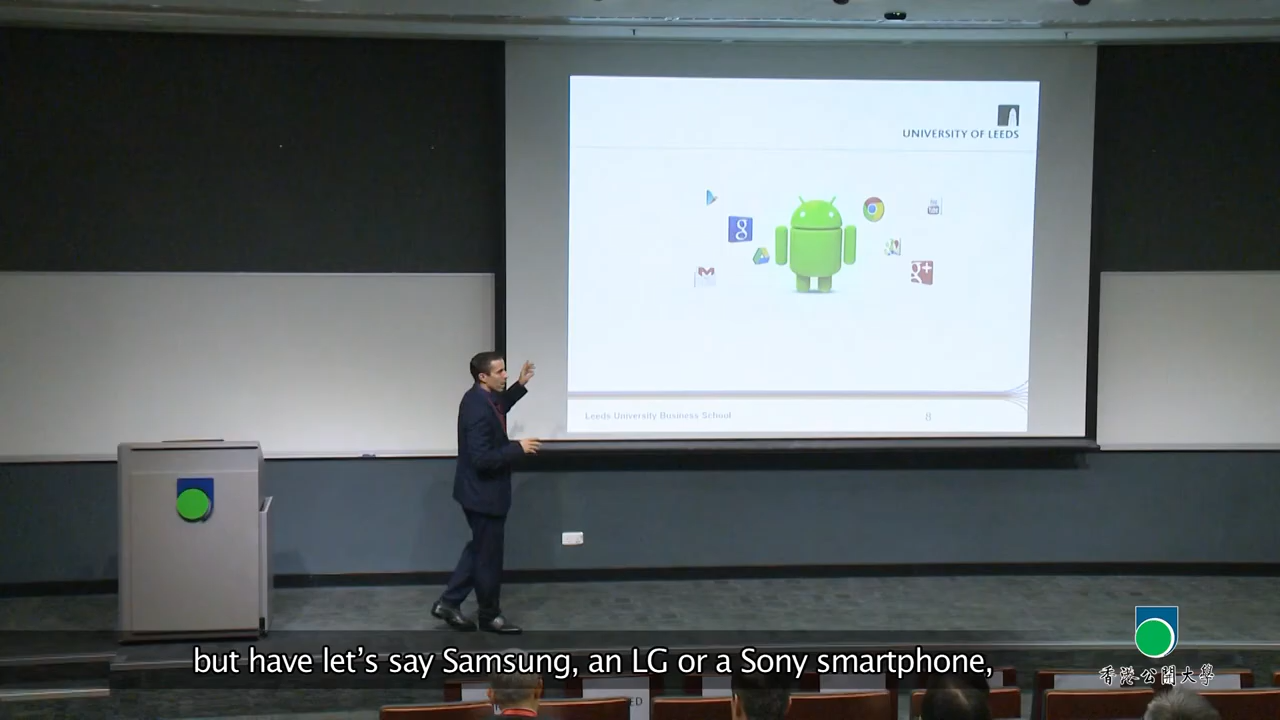 UNIVERSITY OF LEEDS
g
g+
Leeds University Business School
8
but have let's say Samsung, an LG or a Sony smartphone,
香港公開大學
ED